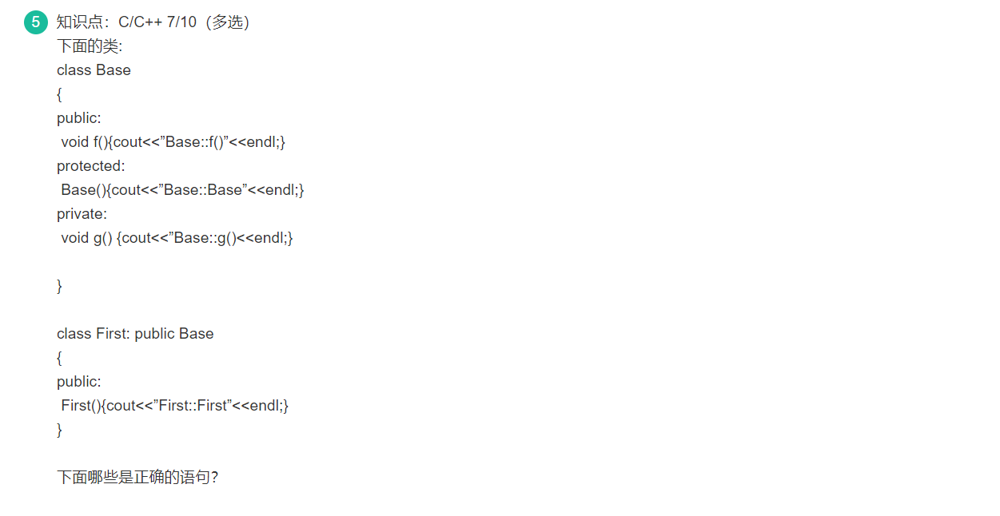 5 知识点：C/C++ 7/10（多选）
下面的类:
class Base
{
public:
void f(){cout<<”Base::f()”<<endl;}
protected:
Base(){cout<<”Base::Base”<<endl;}
private:
void g() {cout<<”Base::g()<<endl;}
}
class First: public Base
{
public:
First(){cout<<”First::First”<<endl;}
}
下面哪些是正确的语句？